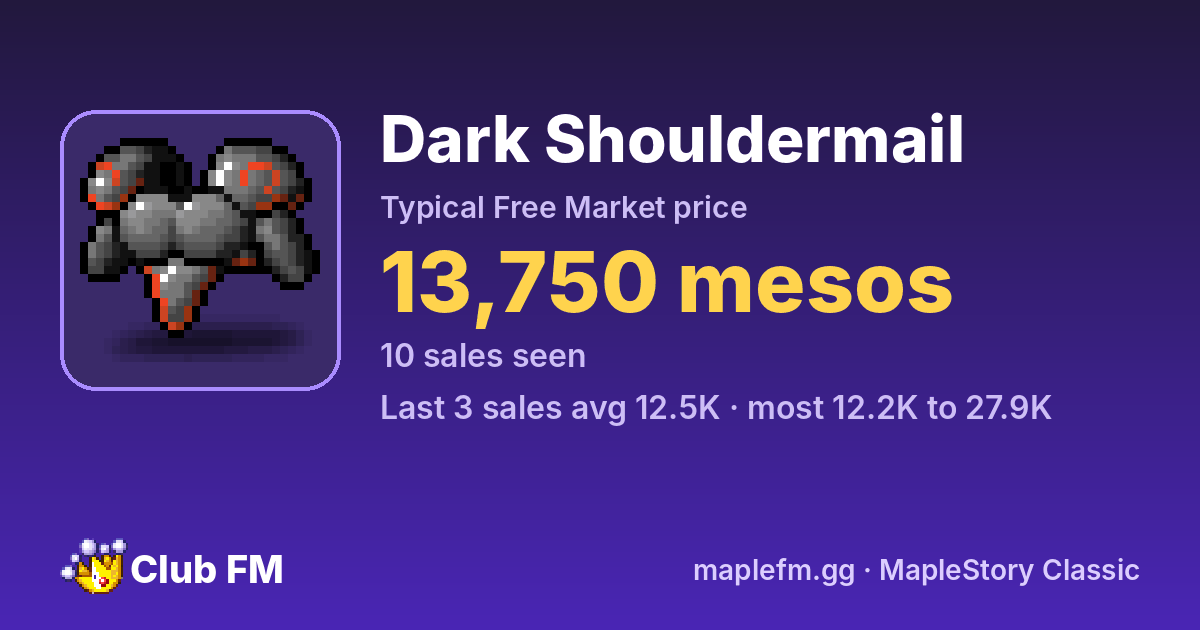 Dark Shouldermail
Typical Free Market price
13,750 mesos
10 sales seen
Last 3 sales avg 12.5K · most 12.2K to 27.9K
Club FM
maplefm.gg · MapleStory Classic